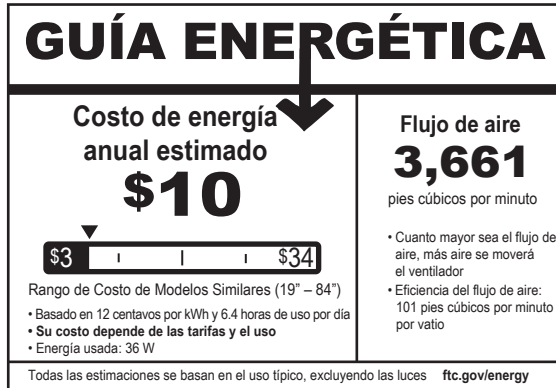 GUÍA ENERGÉTICA
Costo de energía
anual estimado
$10
$3
$34
Rango de Costo de Modelos Similares (19” – 84”)
• Basado en 12 centavos por kWh y 6.4 horas de uso por día
• Su costo depende de las tarifas y el uso
• Energía usada: 36 W
Flujo de aire
3,661
pies cúbicos por minuto
• Cuanto mayor sea el flujo de
aire, más aire se moverá
el ventilador
• Eficiencia del flujo de aire:
101 pies cúbicos por minuto
por vatio
Todas las estimaciones se basan en el uso típico, excluyendo las luces ftc.gov/energy